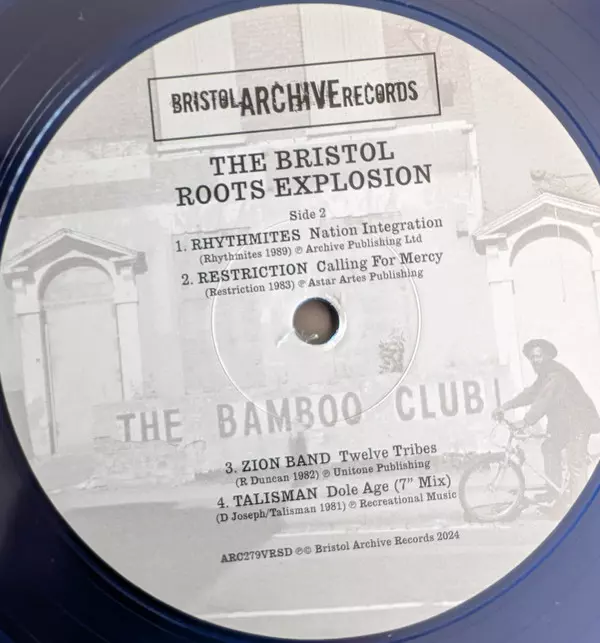 BRISTOLARCHIVERECORDS
THE BRISTOL
ROOTS EXPLOSION
Side 2
1. RHYTHMITES Nation Integration
(Rhythmites 1989) ℗ Archive Publishing Ltd
2. RESTRICTION Calling For Mercy
(Restriction 1983) ℗ Astar Artes Publishing
THE BAMBOO CLUB
3. ZION BAND Twelve Tribes
(R Duncan 1982) ℗ Unitone Publishing
4. TALISMAN Dole Age (7" Mix)
(D Joseph/Talisman 1981) ℗ Recreational Music
ARC279VRSD ℗© Bristol Archive Records 2024